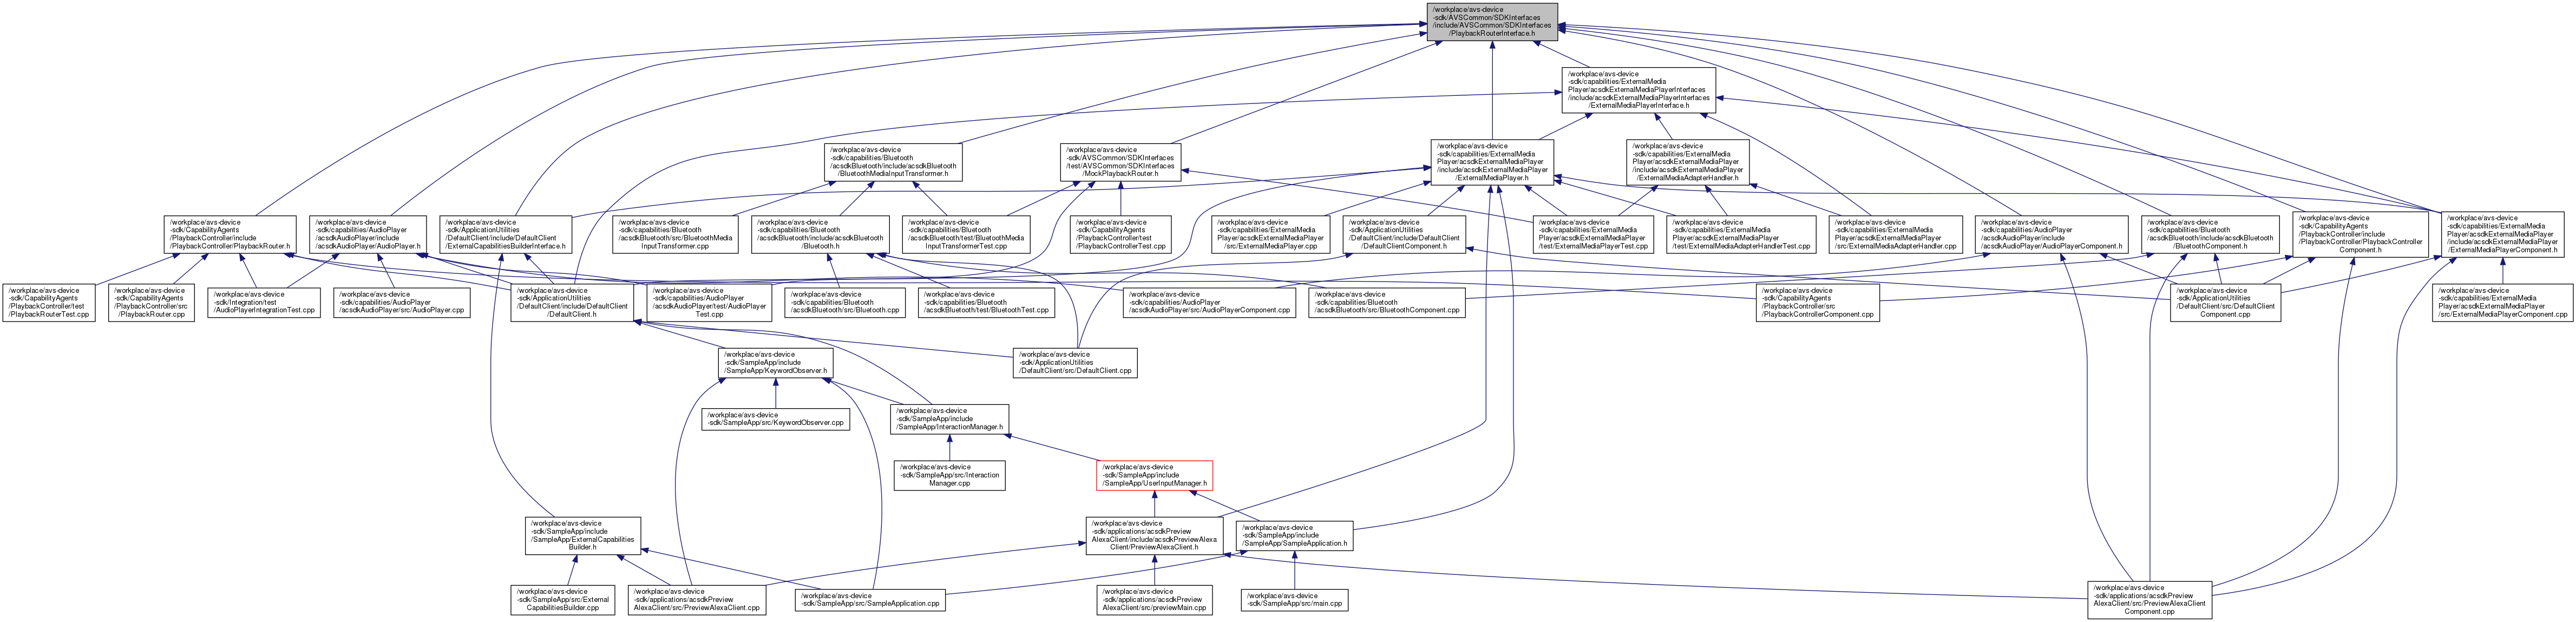 /workplace/avs-device
-sdk/AVSCommon/SDKInterfaces
/include/AVSCommon/SDKInterfaces
/PlaybackRouterInterface.h
/workplace/avs-device
-sdk/capabilities/ExternalMedia
Player/acsdkExternalMediaPlayerInterfaces
/include/acsdkExternalMediaPlayerInterfaces
/ExternalMediaPlayerInterface.h
/workplace/avs-device
-sdk/capabilities/Bluetooth
/acsdkBluetooth/include/acsdkBluetooth
/BluetoothMediaInputTransformer.h
/workplace/avs-device
-sdk/AVSCommon/SDKInterfaces
/test/AVSCommon/SDKInterfaces
/MockPlaybackRouter.h
/workplace/avs-device
-sdk/capabilities/ExternalMedia
Player/acsdkExternalMediaPlayer
/include/acsdkExternalMediaPlayer
/ExternalMediaPlayer.h
/workplace/avs-device
-sdk/capabilities/ExternalMedia
Player/acsdkExternalMediaPlayer
/include/acsdkExternalMediaPlayer
/ExternalMediaAdapterHandler.h
/workplace/avs-device
-sdk/CapabilityAgents
/PlaybackController/include
/PlaybackController/PlaybackRouter.h
/workplace/avs-device
-sdk/capabilities/AudioPlayer
/acsdkAudioPlayer/include
/acsdkAudioPlayer/AudioPlayer.h
/workplace/avs-device
-sdk/ApplicationUtilities
/DefaultClient/include/DefaultClient
/ExternalCapabilitiesBuilderInterface.h
/workplace/avs-device
-sdk/capabilities/Bluetooth
/acsdkBluetooth/src/BluetoothMedia
InputTransformer.cpp
/workplace/avs-device
-sdk/capabilities/Bluetooth
/acsdkBluetooth/include/acsdkBluetooth
/Bluetooth.h
/workplace/avs-device
-sdk/capabilities/Bluetooth
/acsdkBluetooth/test/BluetoothMedia
InputTransformerTest.cpp
/workplace/avs-device
-sdk/CapabilityAgents
/PlaybackController/test
/PlaybackControllerTest.cpp
/workplace/avs-device
-sdk/capabilities/ExternalMedia
Player/acsdkExternalMediaPlayer
/src/ExternalMediaPlayer.cpp
/workplace/avs-device
-sdk/ApplicationUtilities
/DefaultClient/include/DefaultClient
/DefaultClientComponent.h
/workplace/avs-device
-sdk/capabilities/ExternalMedia
Player/acsdkExternalMediaPlayer
/test/ExternalMediaPlayerTest.cpp
/workplace/avs-device
-sdk/capabilities/ExternalMedia
Player/acsdkExternalMediaPlayer
/test/ExternalMediaAdapterHandlerTest.cpp
/workplace/avs-device
-sdk/capabilities/ExternalMedia
Player/acsdkExternalMediaPlayer
/src/ExternalMediaAdapterHandler.cpp
/workplace/avs-device
-sdk/capabilities/AudioPlayer
/acsdkAudioPlayer/include
/acsdkAudioPlayer/AudioPlayerComponent.h
/workplace/avs-device
-sdk/capabilities/Bluetooth
/acsdkBluetooth/include/acsdkBluetooth
/BluetoothComponent.h
/workplace/avs-device
-sdk/CapabilityAgents
/PlaybackController/include
/PlaybackController/PlaybackController
Component.h
/workplace/avs-device
-sdk/capabilities/ExternalMedia
Player/acsdkExternalMediaPlayer
/include/acsdkExternalMediaPlayer
/ExternalMediaPlayerComponent.h
/workplace/avs-device
-sdk/CapabilityAgents
/PlaybackController/test
/PlaybackRouterTest.cpp
/workplace/avs-device
-sdk/CapabilityAgents
/PlaybackController/src
/PlaybackRouter.cpp
/workplace/avs-device
-sdk/Integration/test
/AudioPlayerIntegrationTest.cpp
/workplace/avs-device
-sdk/capabilities/AudioPlayer
/acsdkAudioPlayer/src/AudioPlayer.cpp
/workplace/avs-device
-sdk/ApplicationUtilities
/DefaultClient/include/DefaultClient
/DefaultClient.h
/workplace/avs-device
-sdk/capabilities/AudioPlayer
/acsdkAudioPlayer/test/AudioPlayer
Test.cpp
/workplace/avs-device
-sdk/capabilities/Bluetooth
/acsdkBluetooth/src/Bluetooth.cpp
/workplace/avs-device
-sdk/capabilities/Bluetooth
/acsdkBluetooth/test/BluetoothTest.cpp
/workplace/avs-device
-sdk/capabilities/AudioPlayer
/acsdkAudioPlayer/src/AudioPlayerComponent.cpp
/workplace/avs-device
-sdk/capabilities/Bluetooth
/acsdkBluetooth/src/BluetoothComponent.cpp
/workplace/avs-device
-sdk/CapabilityAgents
/PlaybackController/src
/PlaybackControllerComponent.cpp
/workplace/avs-device
-sdk/ApplicationUtilities
/DefaultClient/src/DefaultClient
Component.cpp
/workplace/avs-device
-sdk/capabilities/ExternalMedia
Player/acsdkExternalMediaPlayer
/src/ExternalMediaPlayerComponent.cpp
/workplace/avs-device
-sdk/SampleApp/include
/SampleApp/KeywordObserver.h
/workplace/avs-device
-sdk/ApplicationUtilities
/DefaultClient/src/DefaultClient.cpp
/workplace/avs-device
-sdk/SampleApp/src/KeywordObserver.cpp
/workplace/avs-device
-sdk/SampleApp/include
/SampleApp/InteractionManager.h
/workplace/avs-device
-sdk/SampleApp/src/Interaction
Manager.cpp
/workplace/avs-device
-sdk/SampleApp/include
/SampleApp/UserInputManager.h
/workplace/avs-device
-sdk/SampleApp/include
/SampleApp/ExternalCapabilities
Builder.h
/workplace/avs-device
-sdk/applications/acsdkPreview
AlexaClient/include/acsdkPreviewAlexa
Client/PreviewAlexaClient.h
/workplace/avs-device
-sdk/SampleApp/include
/SampleApp/SampleApplication.h
/workplace/avs-device
-sdk/SampleApp/src/External
CapabilitiesBuilder.cpp
/workplace/avs-device
-sdk/applications/acsdkPreview
AlexaClient/src/PreviewAlexaClient.cpp
/workplace/avs-device
-sdk/SampleApp/src/SampleApplication.cpp
/workplace/avs-device
-sdk/applications/acsdkPreview
AlexaClient/src/previewMain.cpp
/workplace/avs-device
-sdk/SampleApp/src/main.cpp
/workplace/avs-device
-sdk/applications/acsdkPreview
AlexaClient/src/PreviewAlexaClient
Component.cpp